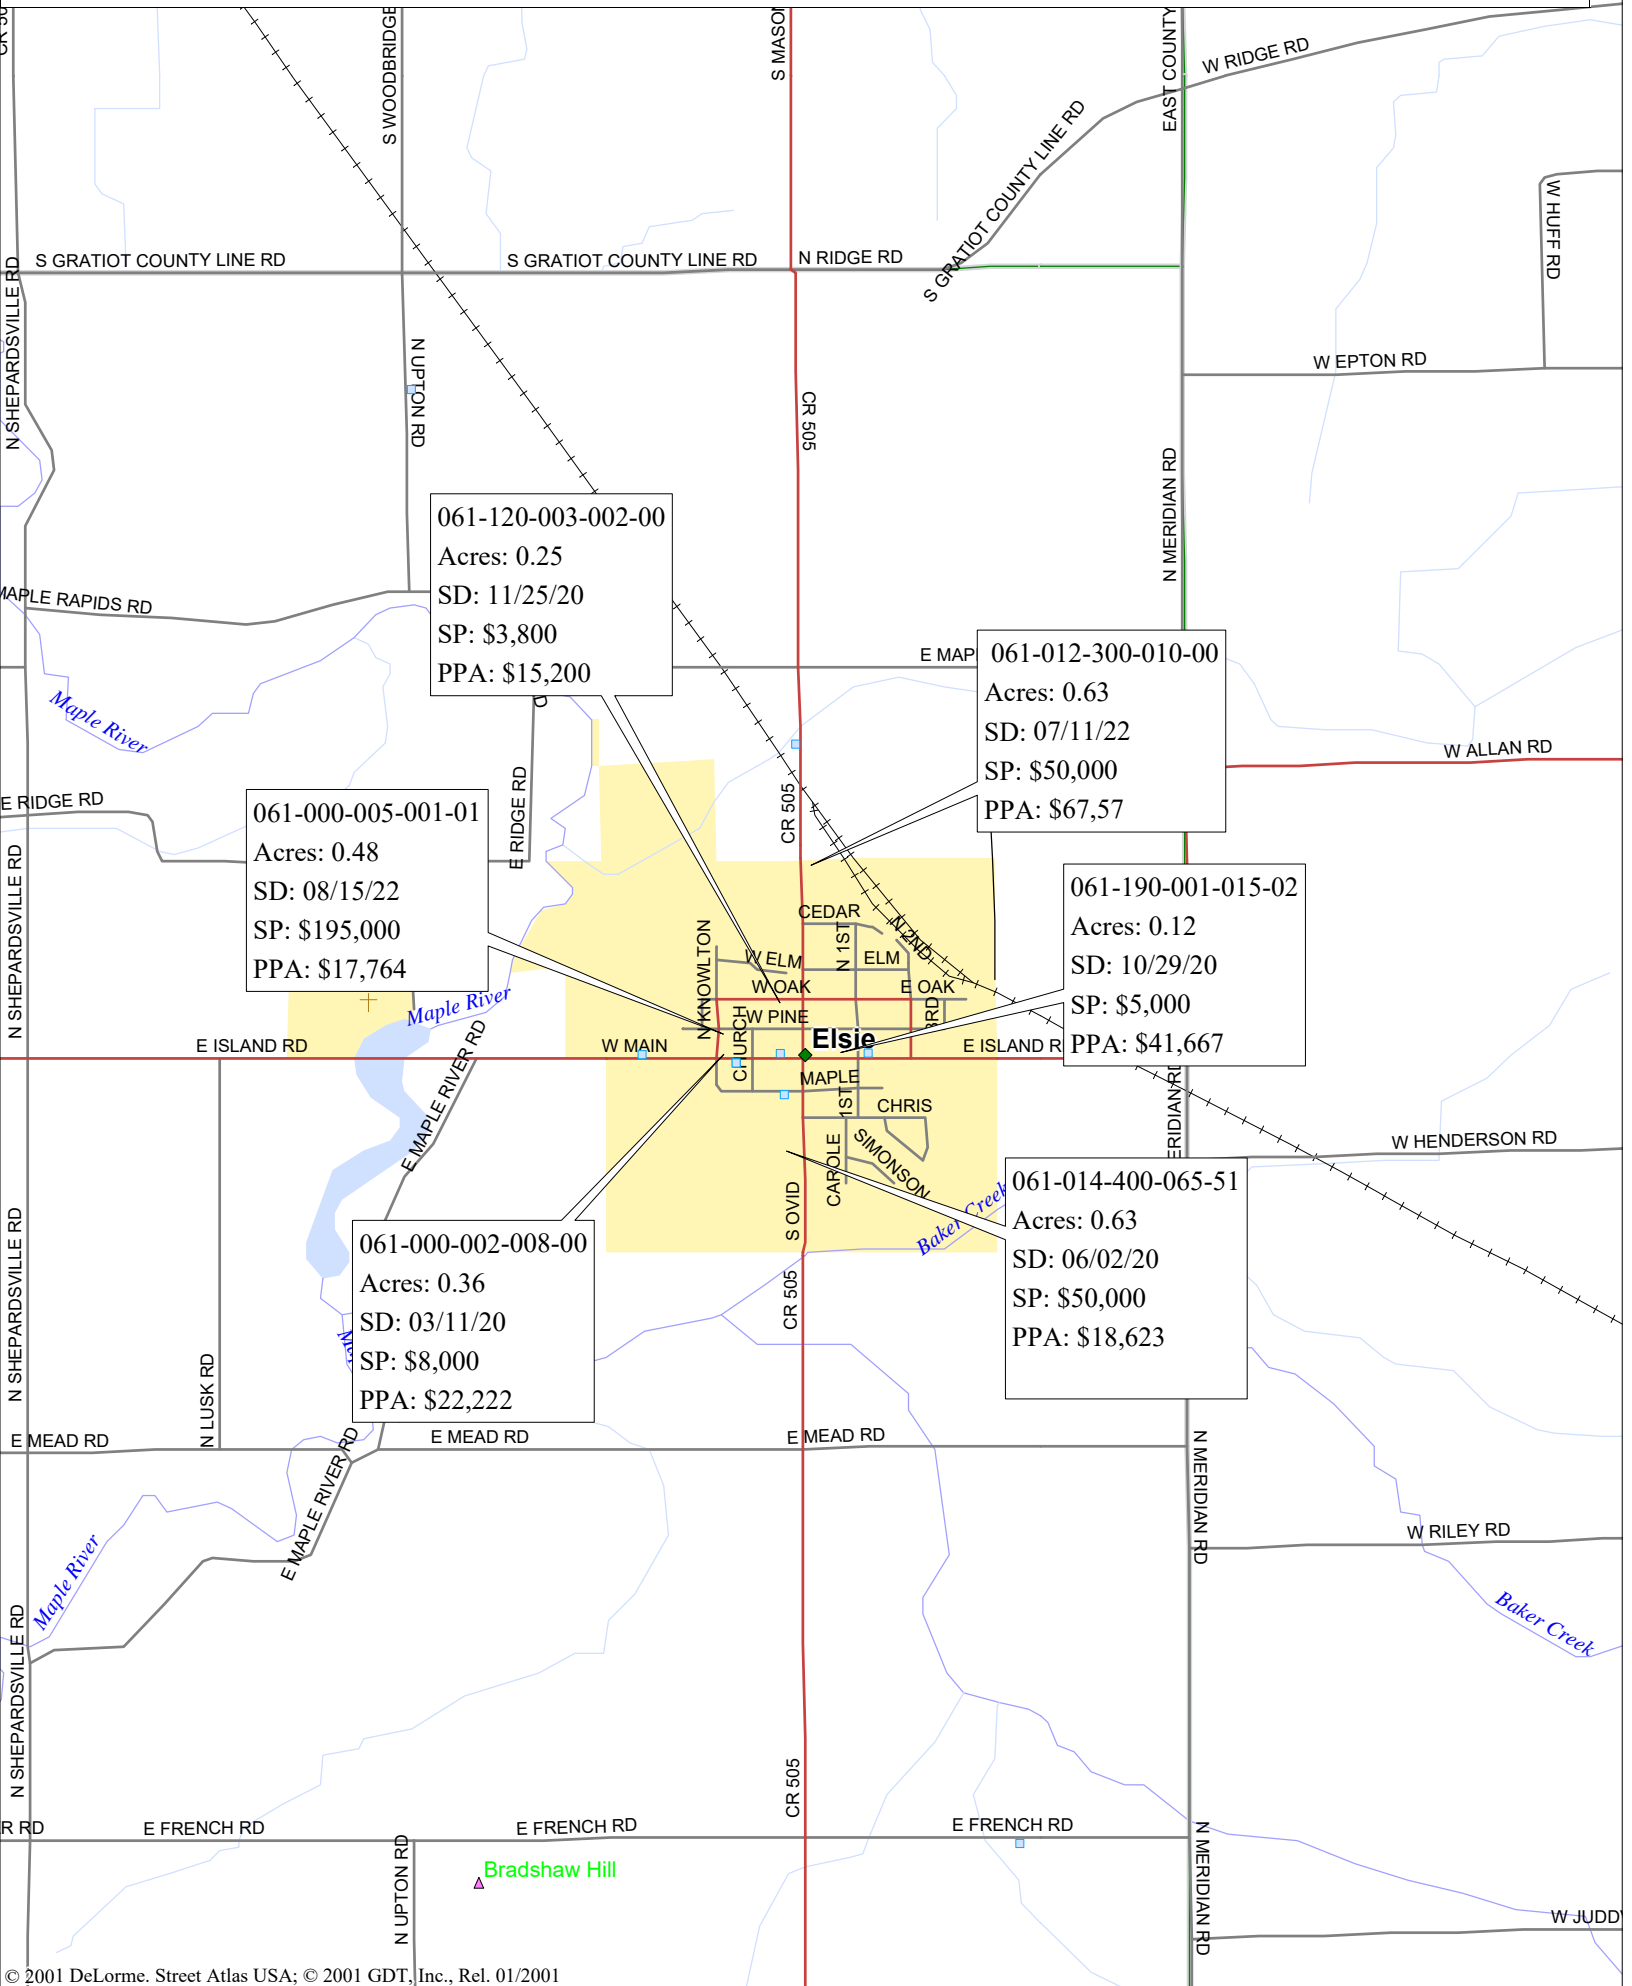 S WOODBRIDGE
S MASON
EAST COUNTY
W RIDGE RD
S GRATIOT COUNTY LINE RD
W HUFF RD
S GRATIOT COUNTY LINE RD
S GRATIOT COUNTY LINE RD
N RIDGE RD
N SHEPARDSVILLE RD
N UPTON RD
W EPTON RD
CR 505
N MERIDIAN RD
061-120-003-002-00
Acres: 0.25
SD: 11/25/20
SP: $3,800
PPA: $15,200
MAPLE RAPIDS RD
E MAPL
061-012-300-010-00
Acres: 0.63
SD: 07/11/22
SP: $50,000
PPA: $67,57
Maple River
W ALLAN RD
E RIDGE RD
E RIDGE RD
CR 505
061-000-005-001-01
Acres: 0.48
SD: 08/15/22
SP: $195,000
PPA: $17,764
N SHEPARDSVILLE RD
061-190-001-015-02
Acres: 0.12
SD: 10/29/20
SP: $5,000
PPA: $41,667
CEDAR
N KNOWLTON
N 1ST
N 2ND
W ELM
ELM
W OAK
E OAK
3RD
Maple River
W PINE
CHURCH
Elsie
E ISLAND RD
W MAIN
E ISLAND R
E MAPLE RIVER RD
MAPLE
1ST
CHRIS
CAROLE
SIMONSON
ERIDIAN RD
W HENDERSON RD
S OVID
Baker Creek
061-014-400-065-51
Acres: 0.63
SD: 06/02/20
SP: $50,000
PPA: $18,623
061-000-002-008-00
Acres: 0.36
SD: 03/11/20
SP: $8,000
PPA: $22,222
N SHEPARDSVILLE RD
CR 505
N LUSK RD
E MEAD RD
E MEAD RD
E MEAD RD
N MERIDIAN RD
E MAPLE RIVER RD
W RILEY RD
Maple River
Baker Creek
N SHEPARDSVILLE RD
CR 505
R RD
E FRENCH RD
E FRENCH RD
E FRENCH RD
N UPTON RD
Bradshaw Hill
N MERIDIAN RD
W JUDD
© 2001 DeLorme. Street Atlas USA; © 2001 GDT, Inc., Rel. 01/2001